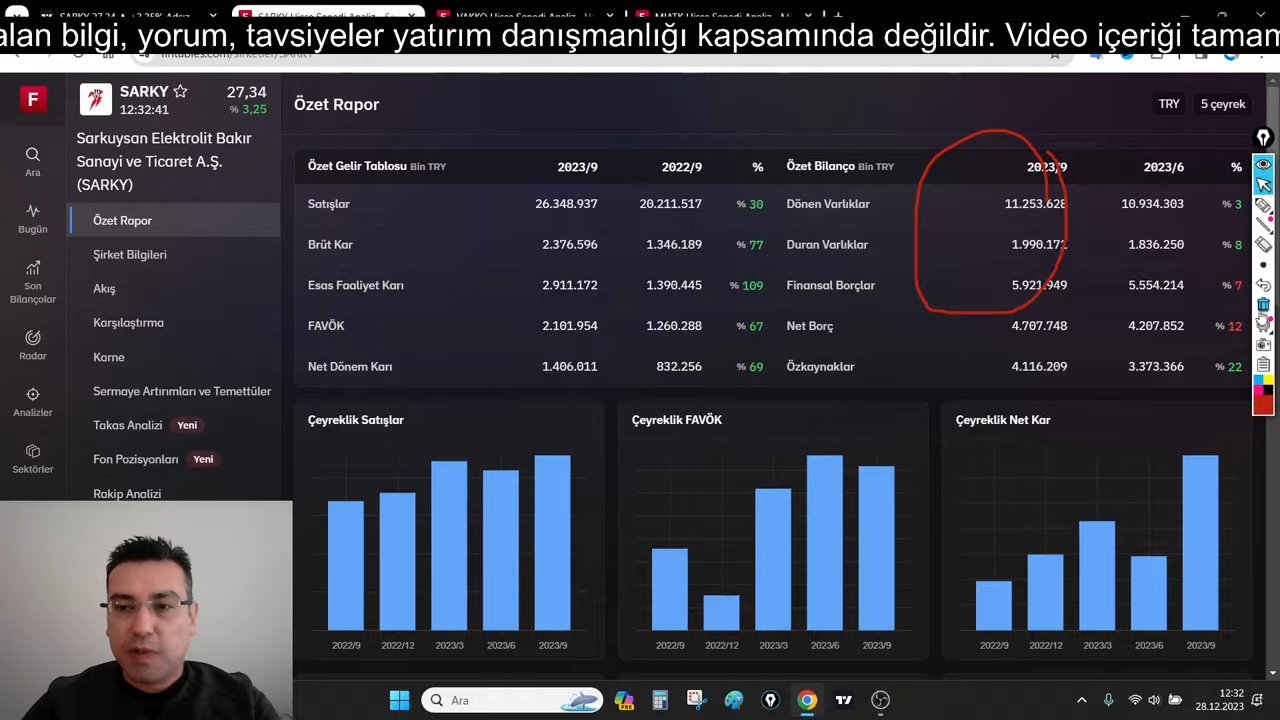 alan bilgi, yorum, tavsiyeler yatırım danışmanlığı kapsamında değildir. Video içeriği tamam
SARKY 27,34
12:32:41 % 3,25
Sarkuysan Elektrolit Bakır
Sanayi ve Ticaret A.Ş.
(SARKY)
Ara
Bugün
Son
Bilançolar
Radar
Analizler
Sektörler
Özet Rapor
Şirket Bilgileri
Akış
Karşılaştırma
Karne
Sermaye Artırımları ve Temettüler
Takas Analizi Yeni
Fon Pozisyonları Yeni
Rakip Analizi
Özet Rapor TRY 5 çeyrek
Özet Gelir Tablosu Bin TRY 2023/9 2022/9 %
Satışlar 26.348.937 20.211.517 % 30
Brüt Kar 2.376.596 1.346.189 % 77
Esas Faaliyet Karı 2.911.172 1.390.445 % 109
FAVÖK 2.101.954 1.260.288 % 67
Net Dönem Karı 1.406.011 832.256 % 69
Özet Bilanço Bin TRY 2023/9 2023/6 %
Dönen Varlıklar 11.253.628 10.934.303 % 3
Duran Varlıklar 1.990.171 1.836.250 % 8
Finansal Borçlar 5.921.949 5.554.214 % 7
Net Borç 4.707.748 4.207.852 % 12
Özkaynaklar 4.116.209 3.373.366 % 22
Çeyreklik Satışlar
2022/9 2022/12 2023/3 2023/6 2023/9
Çeyreklik FAVÖK
2022/9 2022/12 2023/3 2023/6 2023/9
Çeyreklik Net Kar
2022/9 2022/12 2023/3 2023/6 2023/9
Ara
12:32
28.12.2023